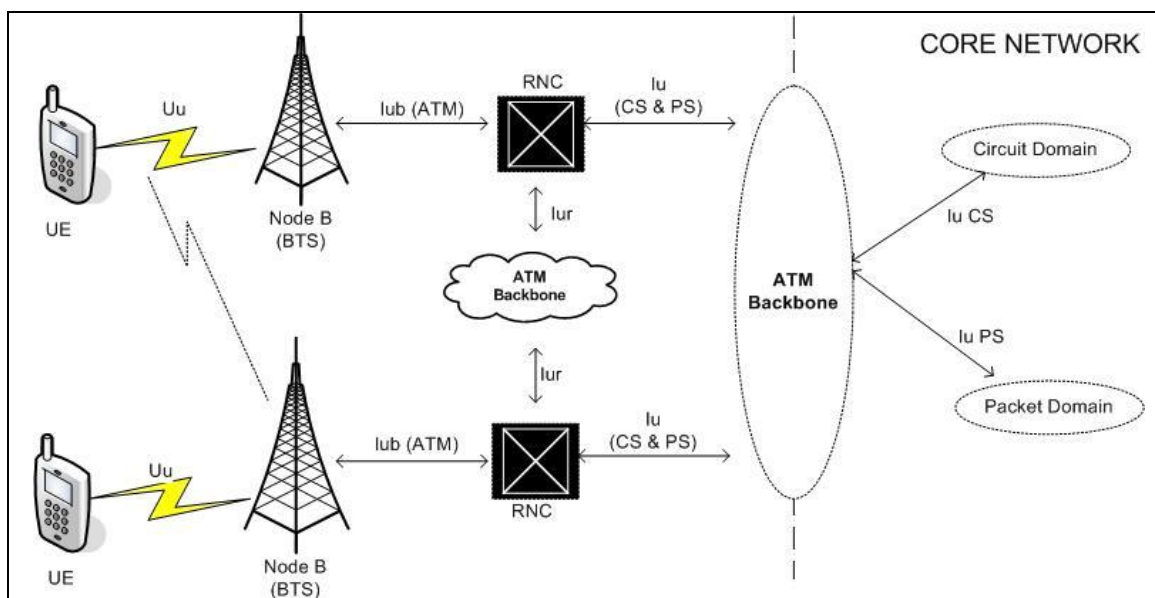 CORE NETWORK
RNC
Iu
(CS & PS)
Uu
Iub (ATM)
UE
Node B
(BTS)
Iur
ATM
Backbone
Iur
Circuit Domain
Iu CS
ATM
Backbone
Iu PS
Packet Domain
Uu
Iub (ATM)
Iu
(CS & PS)
RNC
UE
Node B
(BTS)